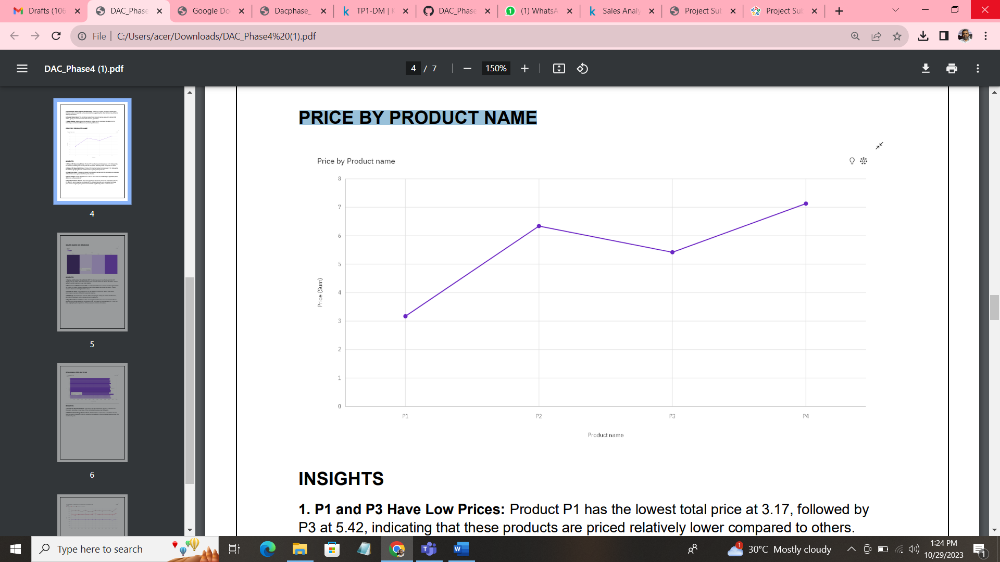 Drafts (106
DAC_Phase
Google Do
Dacphase_
TP1-DM | K
DAC_Phase
(1) WhatsA
Sales Analy
Project Sub
Project Sub
File
C:/Users/acer/Downloads/DAC_Phase4%20(1).pdf
DAC_Phase4 (1).pdf
4 / 7
150%
4
5
6
PRICE BY PRODUCT NAME
Price by Product name
8
7
6
5
4
3
2
1
0
Price (Sum)
P1 P2 P3 P4
Product name
INSIGHTS
1. P1 and P3 Have Low Prices: Product P1 has the lowest total price at 3.17, followed by
P3 at 5.42, indicating that these products are priced relatively lower compared to others.
Type here to search
1
30°C Mostly cloudy
1:24 PM
10/29/2023
1